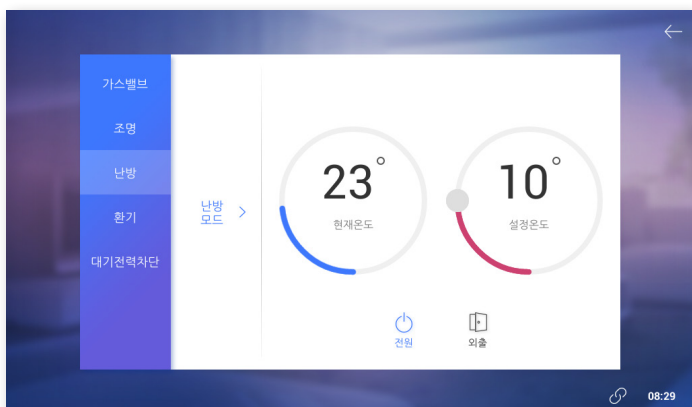 가스밸브
조명
난방
환기
대기전력차단
난방
모드
23°
현재온도
10°
설정온도
전원
외출
08:29